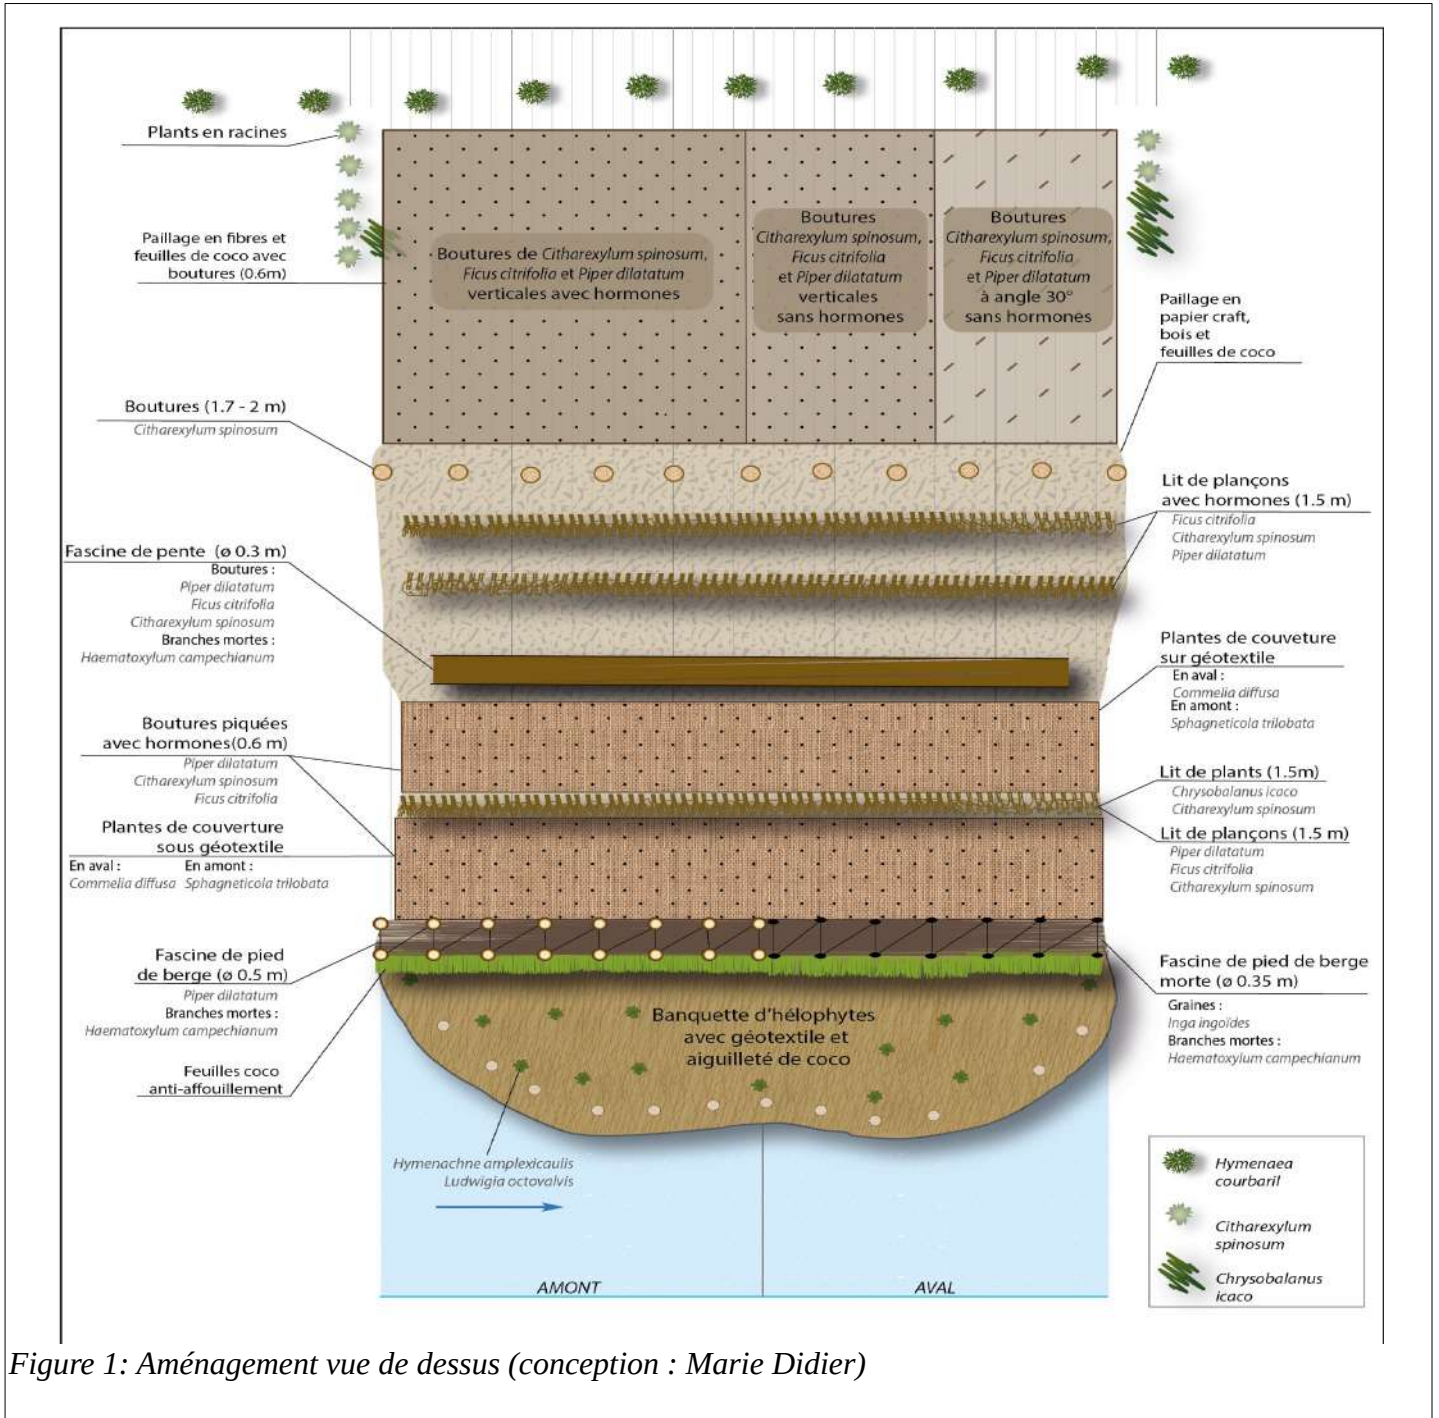 Plants en racines
Paillage en fibres et
feuilles de coco avec
boutures (0.6m)
Boutures de Citharexylum spinosum,
Ficus citrifolia et Piper dilatatum
verticales avec hormones
Boutures
Citharexylum spinosum,
Ficus citrifolia
et Piper dilatatum
verticales
sans hormones
Boutures
Citharexylum spinosum,
Ficus citrifolia
et Piper dilatatum
à angle 30°
sans hormones
Paillage en
papier craft,
bois et
feuilles de coco
Boutures (1.7 - 2 m)
Citharexylum spinosum
Lit de plançons
avec hormones (1.5 m)
Ficus citrifolia
Citharexylum spinosum
Piper dilatatum
Fascine de pente (ø 0.3 m)
Boutures :
Piper dilatatum
Ficus citrifolia
Citharexylum spinosum
Branches mortes :
Haematoxylum campechianum
Plantes de couveture
sur géotextile
En aval :
Commelia diffusa
En amont :
Sphagneticola trilobata
Boutures piquées
avec hormones(0.6 m)
Piper dilatatum
Citharexylum spinosum
Ficus citrifolia
Lit de plants (1.5m)
Chrysobalanus icaco
Citharexylum spinosum
Plantes de couverture
sous géotextile
En aval : En amont :
Commelia diffusa Sphagneticola trilobata
Lit de plançons (1.5 m)
Piper dilatatum
Ficus citrifolia
Citharexylum spinosum
Fascine de pied
de berge (ø 0.5 m)
Piper dilatatum
Branches mortes :
Haematoxylum campechianum
Fascine de pied de berge
morte (ø 0.35 m)
Graines :
Inga ingoïdes
Branches mortes :
Haematoxylum campechianum
Banquette d'hélophytes
avec géotextile et
aiguilleté de coco
Feuilles coco
anti-affouillement
Hymenachne amplexicaulis
Ludwigia octovalvis
AMONT
AVAL
Hymenaea
courbaril
Citharexylum
spinosum
Chrysobalanus
icaco
Figure 1: Aménagement vue de dessus (conception : Marie Didier)